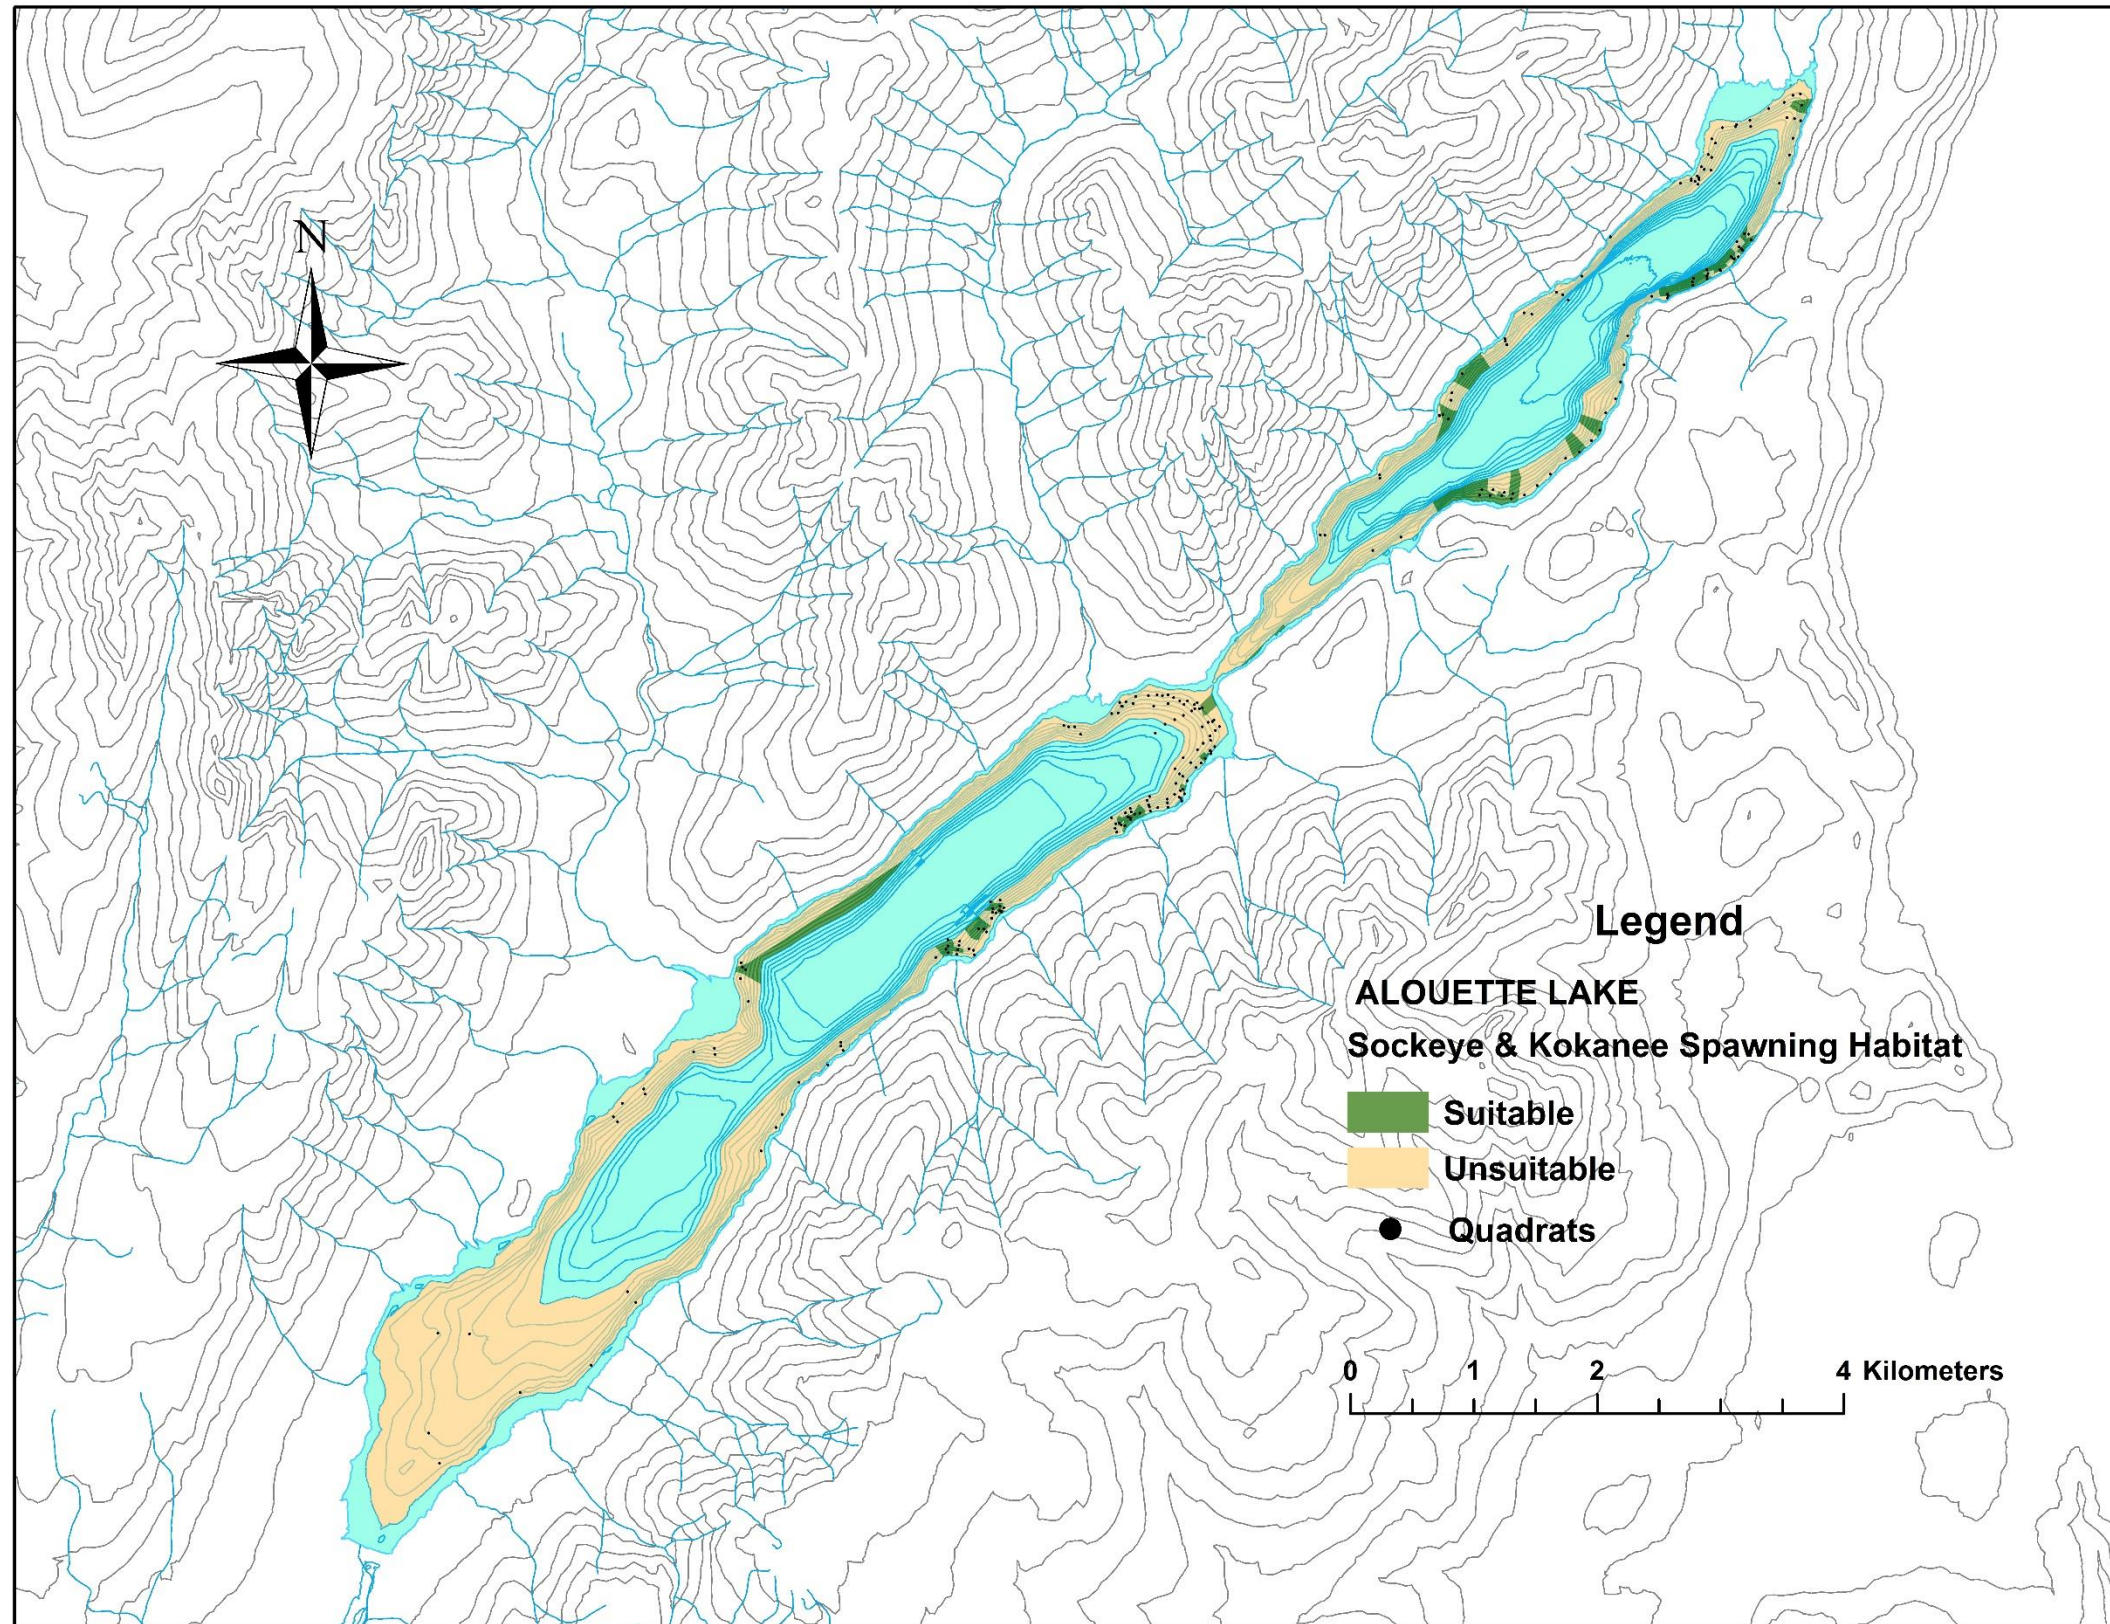 N
Legend
ALOUETTE LAKE
Sockeye & Kokanee Spawning Habitat
Suitable
Unsuitable
Quadrats
0 1 2 4 Kilometers